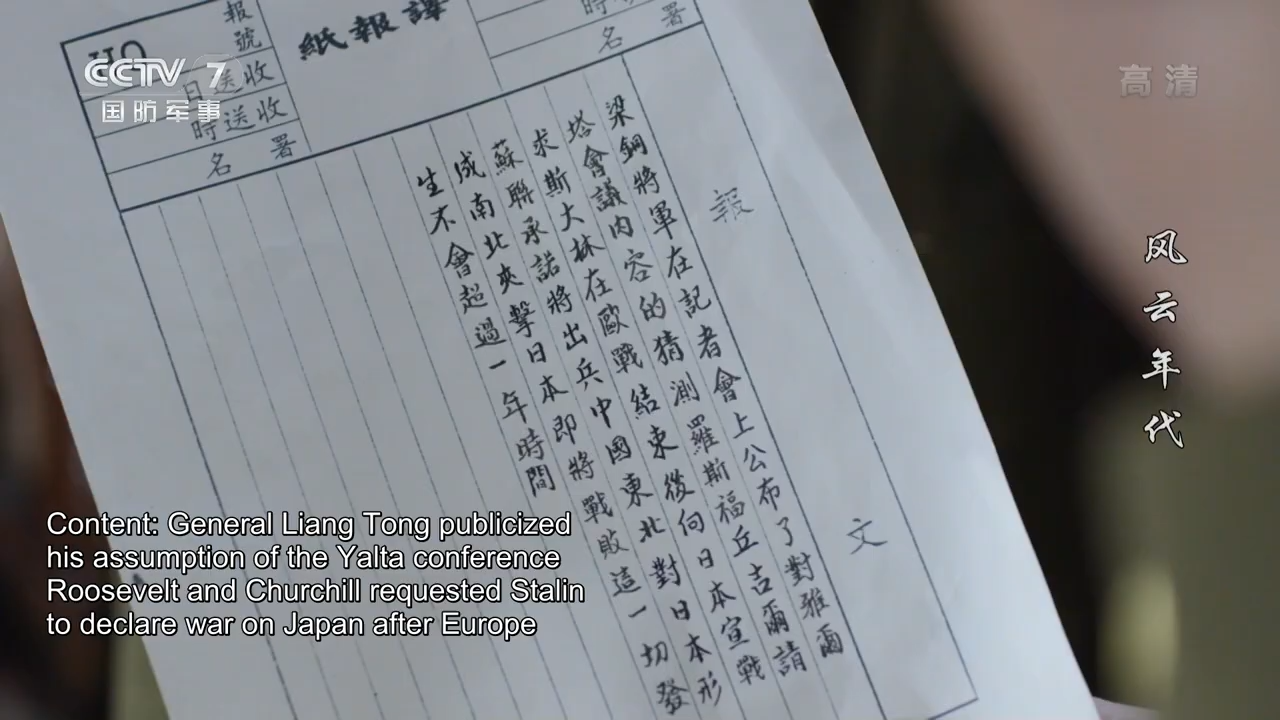 CCTV 7
国防军事
高清
风云年代
譯報紙
報號
收送日
收送時
署名
署名
報文
梁鋼將軍在記者會上公布了對雅爾
塔會議内容的猜測羅斯福丘吉爾請
求斯大林在歐戰結束後向日本宣戰
蘇聯承諾將出兵中國東北對日本形
成南北夾擊日本即將戰敗這一切發
生不會超過一年時間
Content: General Liang Tong publicized
his assumption of the Yalta conference
Roosevelt and Churchill requested Stalin
to declare war on Japan after Europe